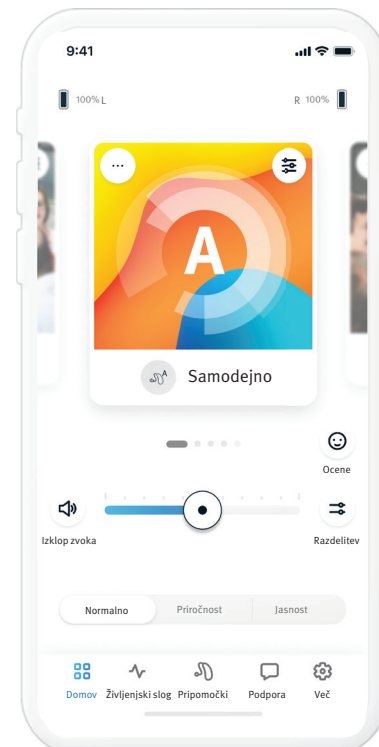 9:41
100% L
R 100%
A
A
Samodejno
Ocene
Izklop zvoka
Razdelitev
Normalno
Priročnost
Jasnost
Domov
Življenjski slog
Pripomočki
Podpora
Več